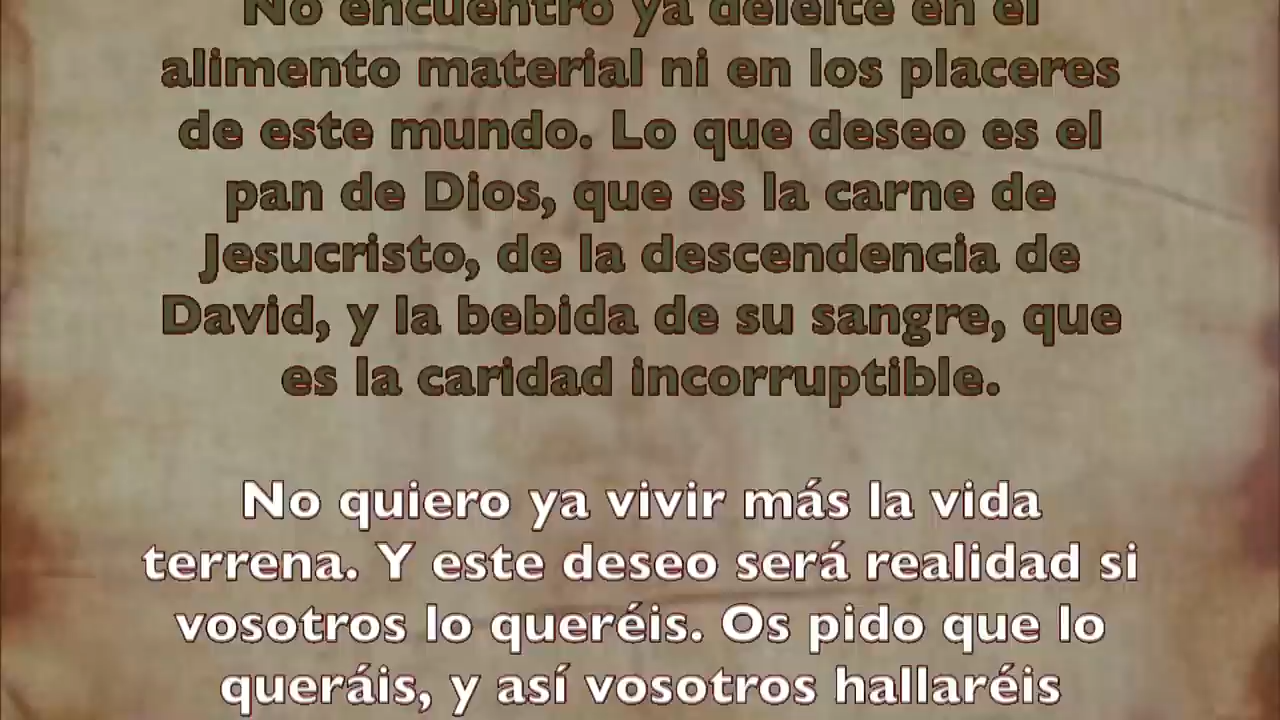 No encuentro ya deleite en el
alimento material ni en los placeres
de este mundo. Lo que deseo es el
pan de Dios, que es la carne de
Jesucristo, de la descendencia de
David, y la bebida de su sangre, que
es la caridad incorruptible.
No quiero ya vivir más la vida
terrena. Y este deseo será realidad si
vosotros lo queréis. Os pido que lo
queráis, y así vosotros hallaréis